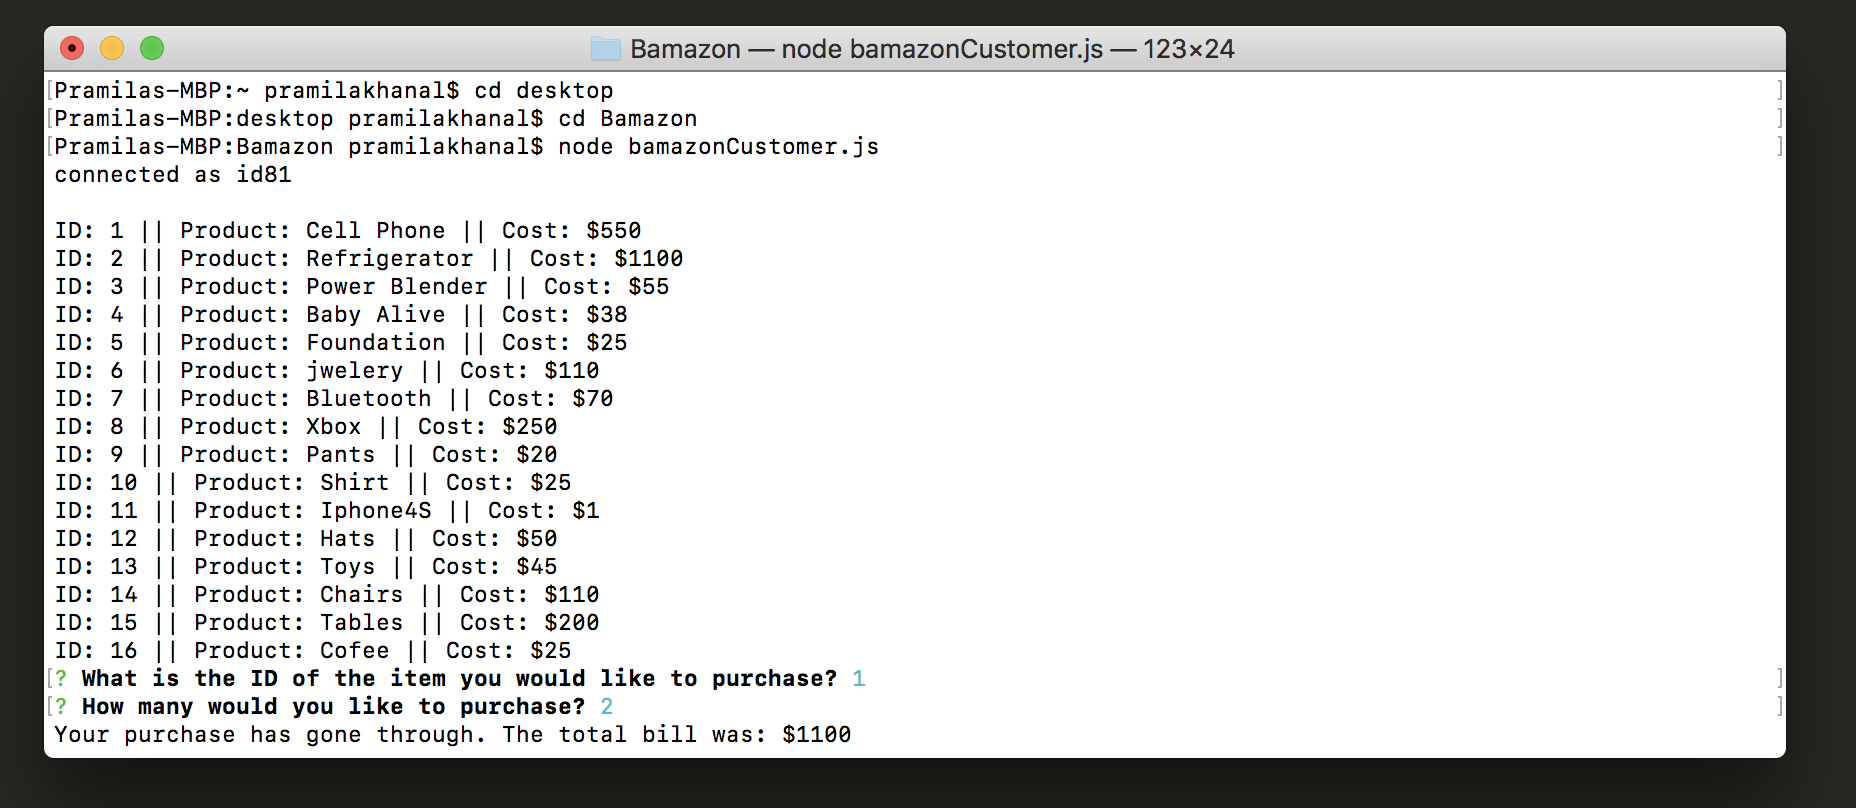 Bamazon — node bamazonCustomer.js — 123×24
[Pramilas-MBP:~ pramilakhanal$ cd desktop ]
[Pramilas-MBP:desktop pramilakhanal$ cd Bamazon ]
[Pramilas-MBP:Bamazon pramilakhanal$ node bamazonCustomer.js ]
connected as id81
ID: 1 || Product: Cell Phone || Cost: $550
ID: 2 || Product: Refrigerator || Cost: $1100
ID: 3 || Product: Power Blender || Cost: $55
ID: 4 || Product: Baby Alive || Cost: $38
ID: 5 || Product: Foundation || Cost: $25
ID: 6 || Product: jwelery || Cost: $110
ID: 7 || Product: Bluetooth || Cost: $70
ID: 8 || Product: Xbox || Cost: $250
ID: 9 || Product: Pants || Cost: $20
ID: 10 || Product: Shirt || Cost: $25
ID: 11 || Product: Iphone4S || Cost: $1
ID: 12 || Product: Hats || Cost: $50
ID: 13 || Product: Toys || Cost: $45
ID: 14 || Product: Chairs || Cost: $110
ID: 15 || Product: Tables || Cost: $200
ID: 16 || Product: Cofee || Cost: $25
[? What is the ID of the item you would like to purchase? 1 ]
[? How many would you like to purchase? 2 ]
Your purchase has gone through. The total bill was: $1100